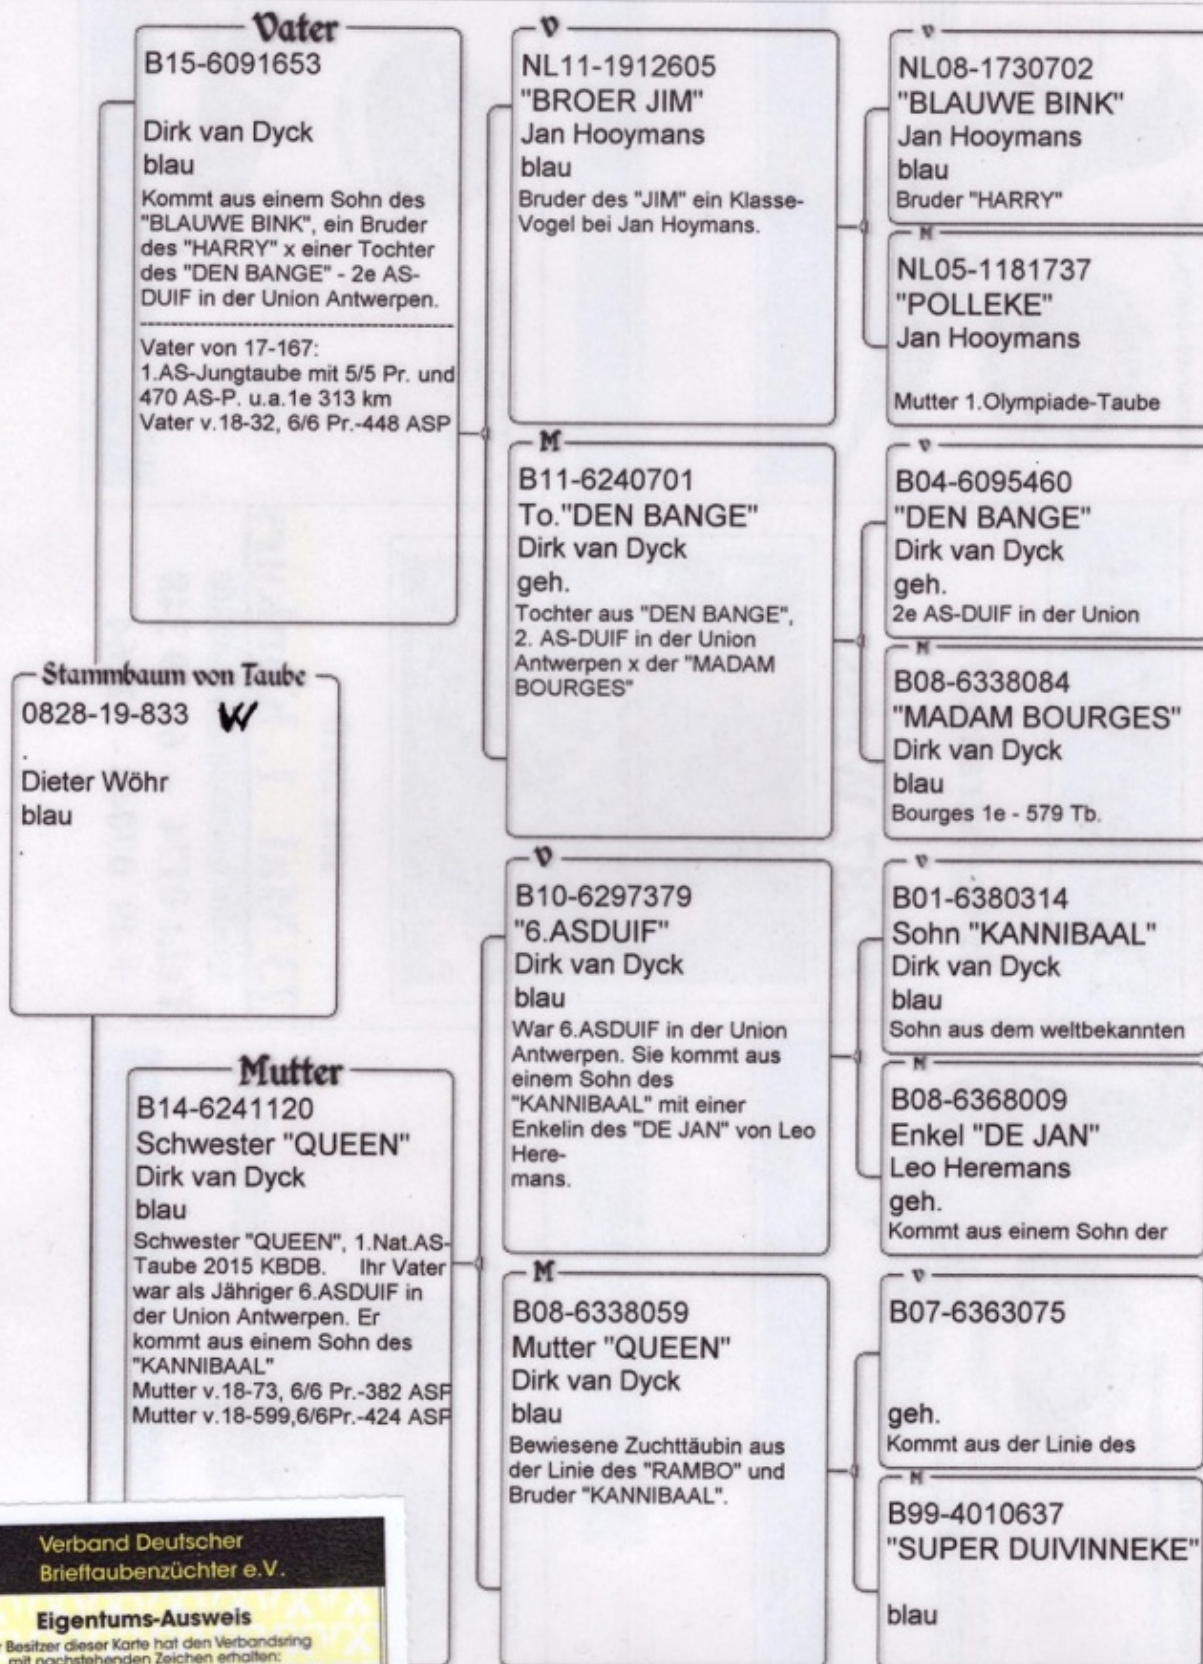 Vater
B15-6091653
Dirk van Dyck
blau
Kommt aus einem Sohn des
"BLAUWE BINK", ein Bruder
des "HARRY" x einer Tochter
des "DEN BANGE" - 2e AS-
DUIF in der Union Antwerpen.
Vater von 17-167:
1.AS-Jungtaube mit 5/5 Pr. und
470 AS-P. u.a.1e 313 km
Vater v.18-32, 6/6 Pr.-448 ASP
Stammbaum von Taube
0828-19-833 W
.
Dieter Wöhr
blau
.
Mutter
B14-6241120
Schwester "QUEEN"
Dirk van Dyck
blau
Schwester "QUEEN", 1.Nat.AS-
Taube 2015 KBDB. Ihr Vater
war als Jähriger 6.ASDUIF in
der Union Antwerpen. Er
kommt aus einem Sohn des
"KANNIBAAL"
Mutter v.18-73, 6/6 Pr.-382 ASP
Mutter v.18-599,6/6Pr.-424 ASP
V
NL11-1912605
"BROER JIM"
Jan Hooymans
blau
Bruder des "JIM" ein Klasse-
Vogel bei Jan Hoymans.
M
B11-6240701
To."DEN BANGE"
Dirk van Dyck
geh.
Tochter aus "DEN BANGE",
2. AS-DUIF in der Union
Antwerpen x der "MADAM
BOURGES"
V
B10-6297379
"6.ASDUIF"
Dirk van Dyck
blau
War 6.ASDUIF in der Union
Antwerpen. Sie kommt aus
einem Sohn des
"KANNIBAAL" mit einer
Enkelin des "DE JAN" von Leo
Here-
mans.
M
B08-6338059
Mutter "QUEEN"
Dirk van Dyck
blau
Bewiesene Zuchttäubin aus
der Linie des "RAMBO" und
Bruder "KANNIBAAL".
V
NL08-1730702
"BLAUWE BINK"
Jan Hooymans
blau
Bruder "HARRY"
M
NL05-1181737
"POLLEKE"
Jan Hooymans
Mutter 1.Olympiade-Taube
V
B04-6095460
"DEN BANGE"
Dirk van Dyck
geh.
2e AS-DUIF in der Union
M
B08-6338084
"MADAM BOURGES"
Dirk van Dyck
blau
Bourges 1e - 579 Tb.
V
B01-6380314
Sohn "KANNIBAAL"
Dirk van Dyck
blau
Sohn aus dem weltbekannten
M
B08-6368009
Enkel "DE JAN"
Leo Heremans
geh.
Kommt aus einem Sohn der
V
B07-6363075
geh.
Kommt aus der Linie des
M
B99-4010637
"SUPER DUIVINNEKE"
blau
Verband Deutscher
Brieftaubenzüchter e.V.
Eigentums-Ausweis
Besitzer dieser Karte hat den Verbandsring
mit nachstehenden Zeichen erhalten: